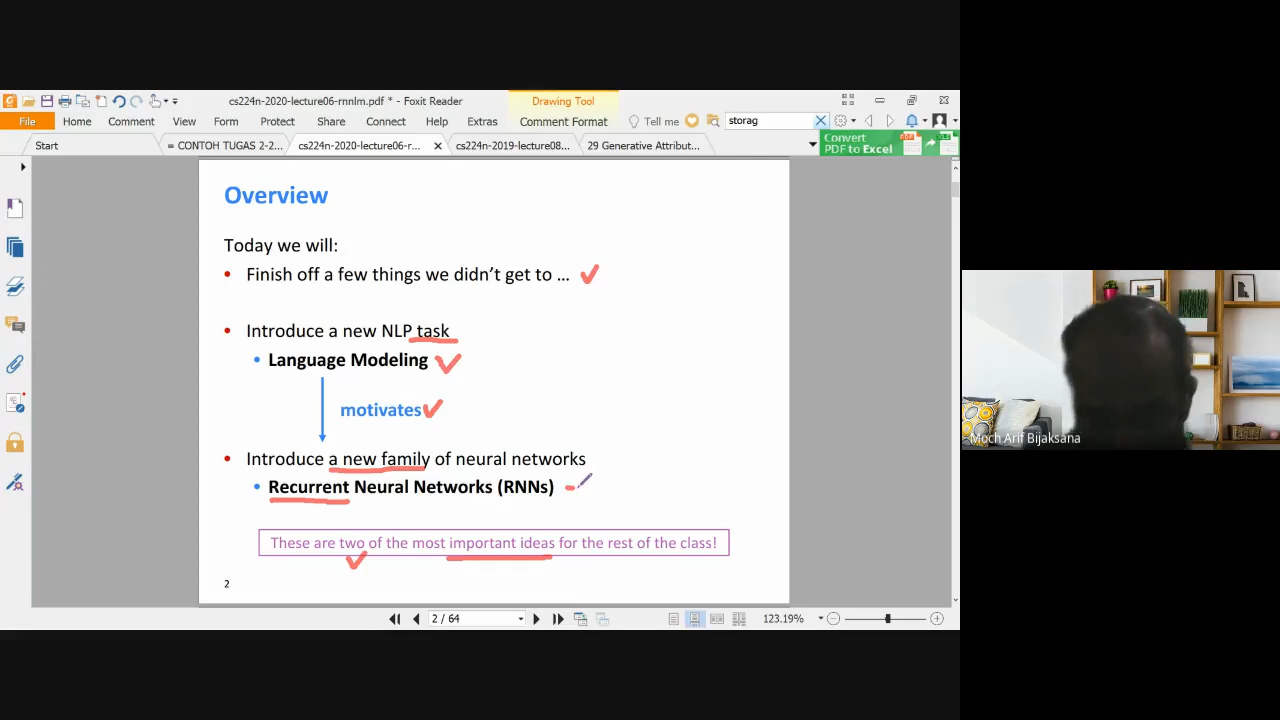 cs224n-2020-lecture06-rnnlm.pdf * - Foxit Reader
Drawing Tool
File Home Comment View Form Protect Share Connect Help Extras Comment Format Tell me storag
Start = CONTOH TUGAS 2-2... cs224n-2020-lecture06-r... cs224n-2019-lecture08... 29 Generative Attribut...
Convert
PDF to Excel
Overview
Today we will:
• Finish off a few things we didn't get to ...
• Introduce a new NLP task
• Language Modeling
motivates
• Introduce a new family of neural networks
• Recurrent Neural Networks (RNNs)
These are two of the most important ideas for the rest of the class!
2
2 / 64
123.19%
Moch Arif Bijaksana